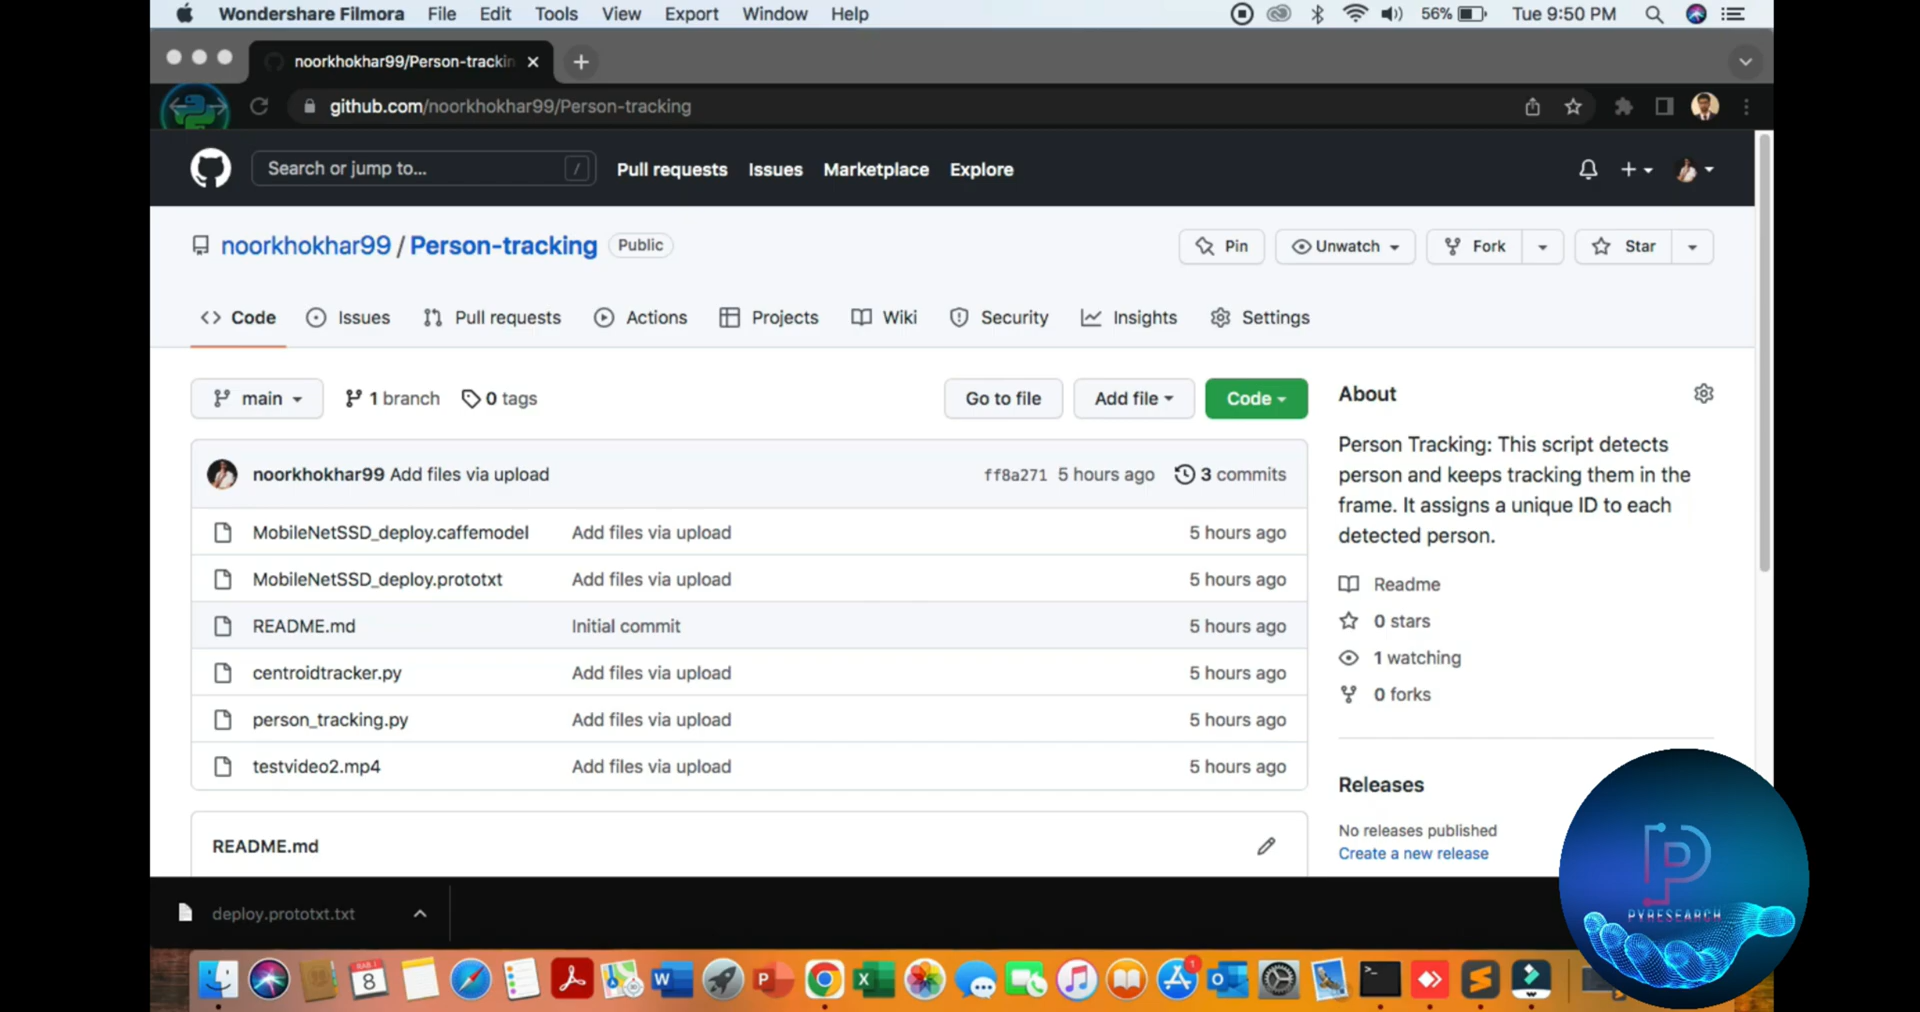 Wondershare Filmora File Edit Tools View Export Window Help 56% Tue 9:50 PM
noorkhokhar99/Person-trackin
github.com/noorkhokhar99/Person-tracking
Search or jump to... / Pull requests Issues Marketplace Explore
noorkhokhar99 / Person-tracking Public Pin Unwatch Fork Star
Code Issues Pull requests Actions Projects Wiki Security Insights Settings
main 1 branch 0 tags Go to file Add file Code
noorkhokhar99 Add files via upload ff8a271 5 hours ago 3 commits
MobileNetSSD_deploy.caffemodel Add files via upload 5 hours ago
MobileNetSSD_deploy.prototxt Add files via upload 5 hours ago
README.md Initial commit 5 hours ago
centroidtracker.py Add files via upload 5 hours ago
person_tracking.py Add files via upload 5 hours ago
testvideo2.mp4 Add files via upload 5 hours ago
README.md
About
Person Tracking: This script detects
person and keeps tracking them in the
frame. It assigns a unique ID to each
detected person.
Readme
0 stars
1 watching
0 forks
Releases
No releases published
Create a new release
deploy.prototxt.txt
PYRESEARCH
8
W
P
X
1